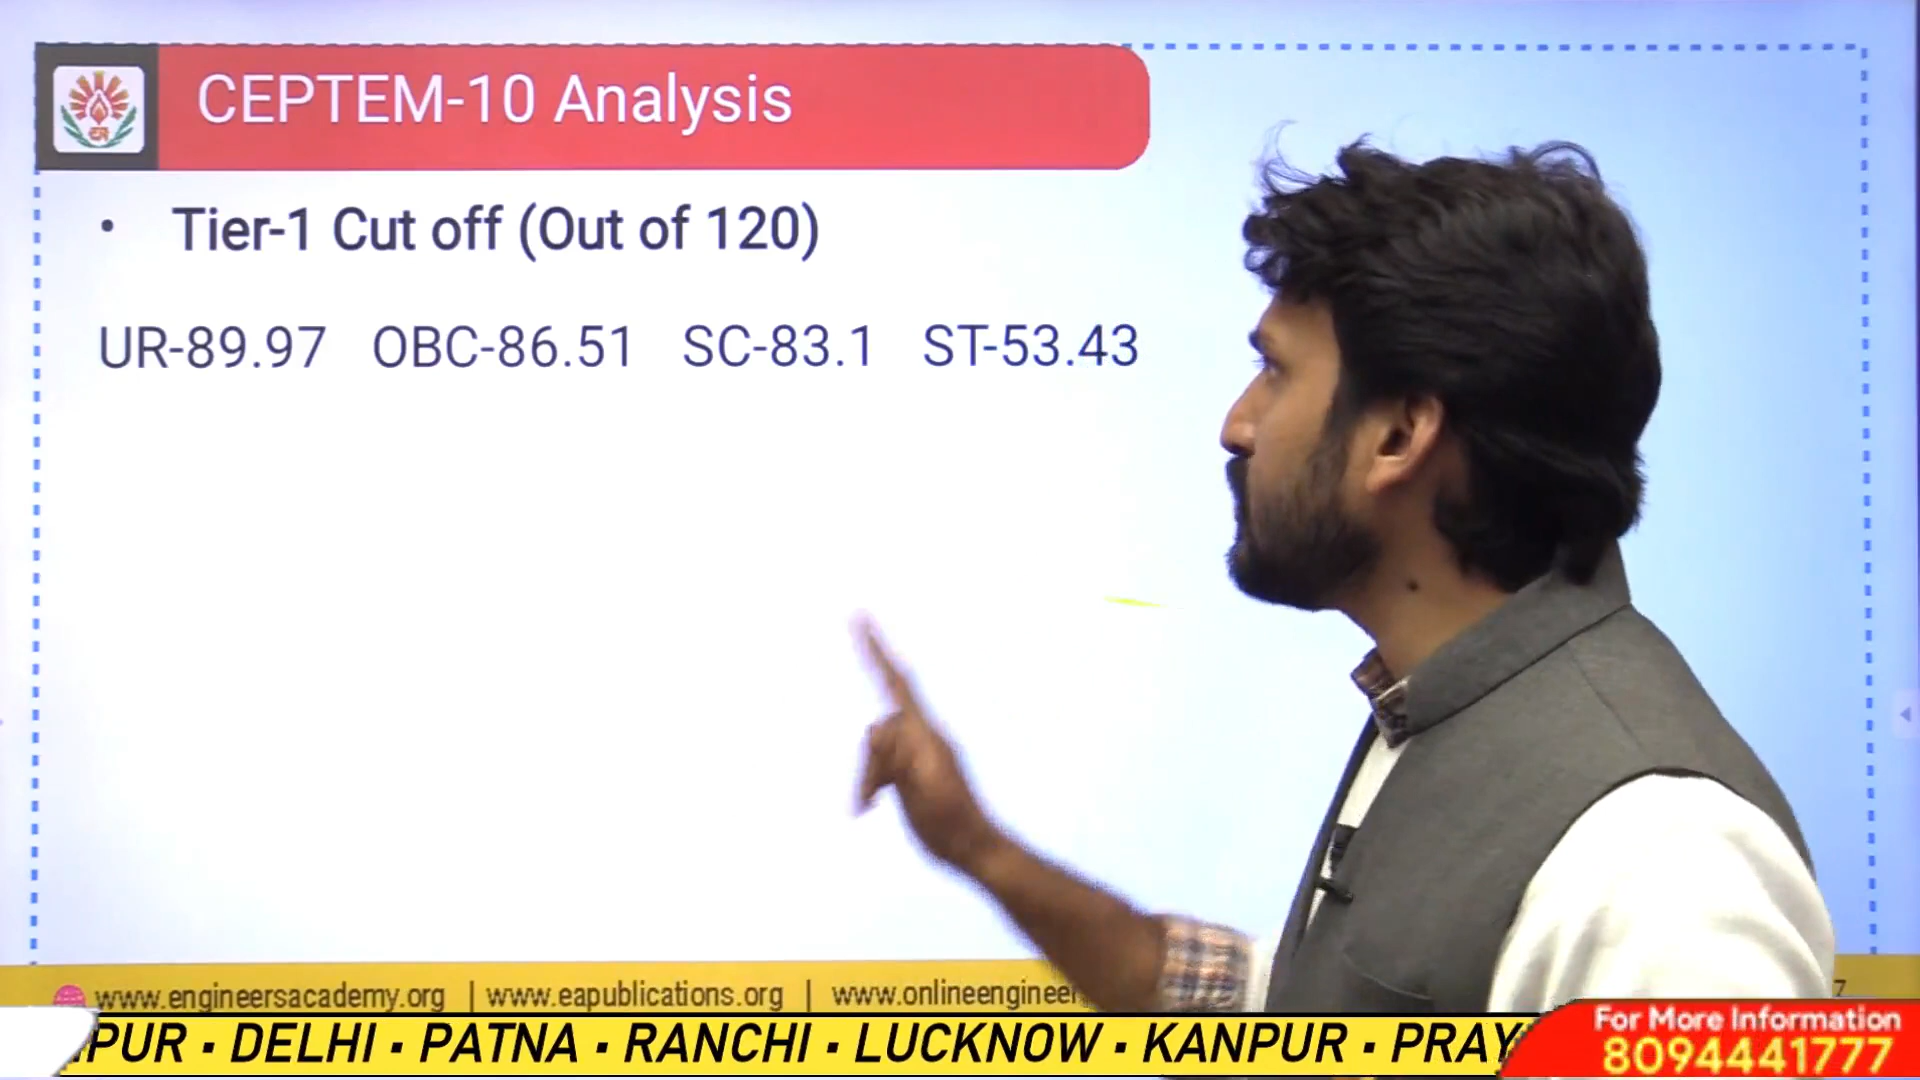 CEPTEM-10 Analysis
• Tier-1 Cut off (Out of 120)
UR-89.97 OBC-86.51 SC-83.1 ST-53.43
www.engineersacademy.org | www.eapublications.org | www.onlineengineer
7
PUR • DELHI • PATNA • RANCHI • LUCKNOW • KANPUR • PRAY
For More Information
8094441777